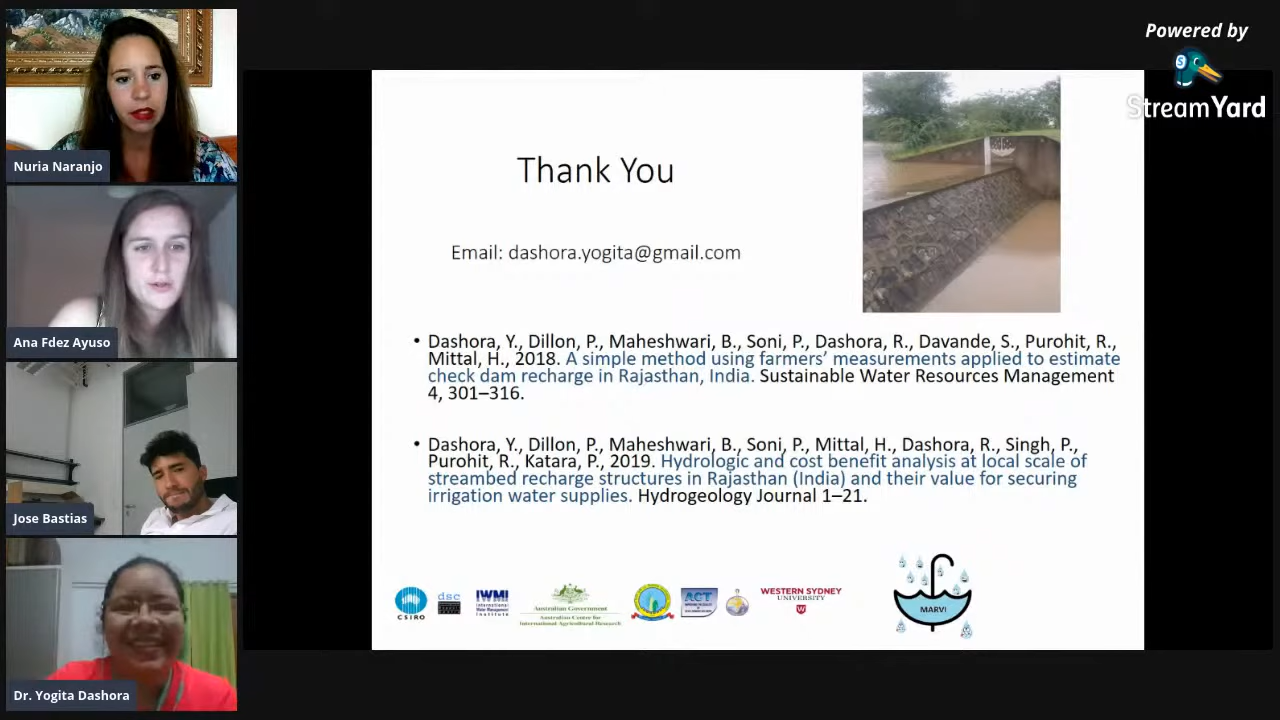 Powered by
StreamYard
Nuria Naranjo
Ana Fdez Ayuso
Jose Bastias
Dr. Yogita Dashora
Thank You
Email: dashora.yogita@gmail.com
• Dashora, Y., Dillon, P., Maheshwari, B., Soni, P., Dashora, R., Davande, S., Purohit, R.,
Mittal, H., 2018. A simple method using farmers’ measurements applied to estimate
check dam recharge in Rajasthan, India. Sustainable Water Resources Management
4, 301–316.
• Dashora, Y., Dillon, P., Maheshwari, B., Soni, P., Mittal, H., Dashora, R., Singh, P.,
Purohit, R., Katara, P., 2019. Hydrologic and cost benefit analysis at local scale of
streambed recharge structures in Rajasthan (India) and their value for securing
irrigation water supplies. Hydrogeology Journal 1–21.
CSIRO
dsc
IWMI
International
Water Management
Institute
Australian Government
Australian Centre for
International Agricultural Research
ACT
WESTERN SYDNEY
UNIVERSITY
W
MARVI